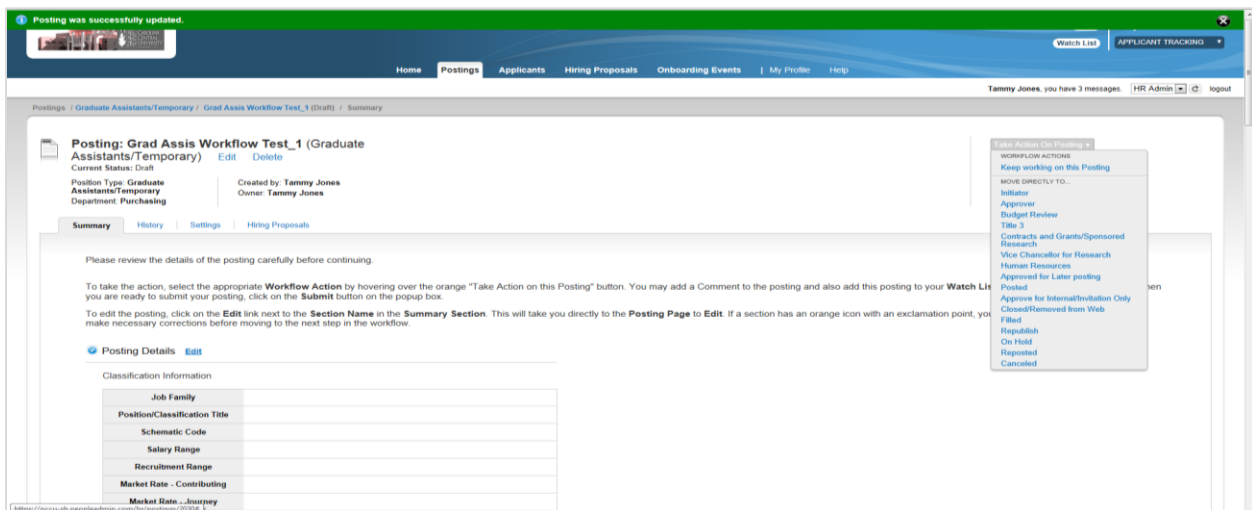 Posting was successfully updated.
Watch List
APPLICANT TRACKING
Home Postings Applicants Hiring Proposals Onboarding Events | My Profile Help
Tammy Jones, you have 3 messages. HR Admin logout
Postings / Graduate Assistants/Temporary / Grad Assis Workflow Test_1 (Draft) / Summary
Posting: Grad Assis Workflow Test_1 (Graduate
Assistants/Temporary) Edit Delete
Current Status: Draft
Position Type: Graduate
Assistants/Temporary
Department: Purchasing
Created by: Tammy Jones
Owner: Tammy Jones
Take Action On Posting
WORKFLOW ACTIONS
Keep working on this Posting
MOVE DIRECTLY TO...
Initiator
Approver
Budget Review
Title 3
Contracts and Grants/Sponsored
Research
Vice Chancellor for Research
Human Resources
Approved for Later posting
Posted
Approve for Internal/Invitation Only
Closed/Removed from Web
Filled
Republish
On Hold
Reposted
Canceled
Summary History Settings Hiring Proposals
Please review the details of the posting carefully before continuing.
To take the action, select the appropriate Workflow Action by hovering over the orange "Take Action on this Posting" button. You may add a Comment to the posting and also add this posting to your Watch Lis hen
you are ready to submit your posting, click on the Submit button on the popup box.
To edit the posting, click on the Edit link next to the Section Name in the Summary Section. This will take you directly to the Posting Page to Edit. If a section has an orange icon with an exclamation point, you
make necessary corrections before moving to the next step in the workflow.
Posting Details Edit
Classification Information
Job Family
Position/Classification Title
Schematic Code
Salary Range
Recruitment Range
Market Rate - Contributing
Market Rate - Journey